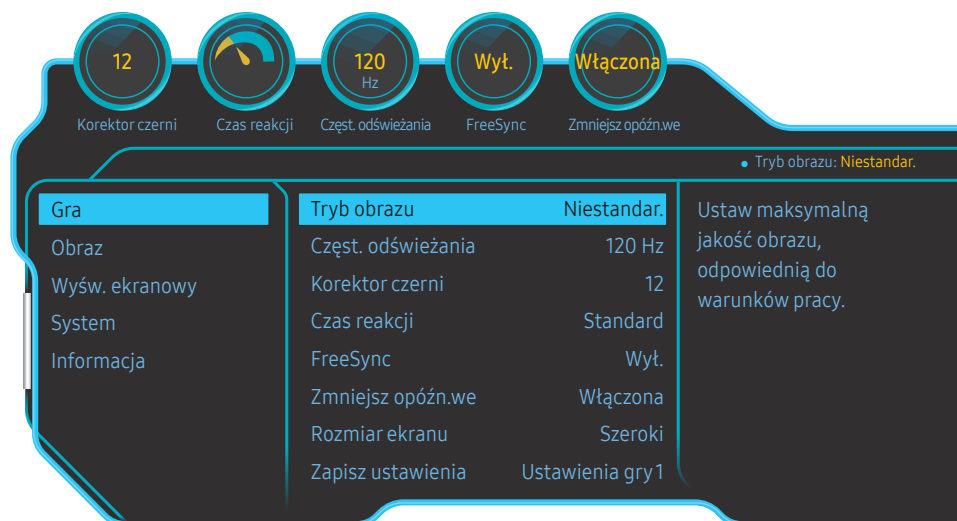 12
120
Hz
Wył.
Włączona
Korektor czerni
Czas reakcji
Częst. odświeżania
FreeSync
Zmniejsz opóźn.we
Tryb obrazu: Niestandar.
Gra
Obraz
Wyśw. ekranowy
System
Informacja
Tryb obrazu Niestandar.
Częst. odświeżania 120 Hz
Korektor czerni 12
Czas reakcji Standard
FreeSync Wył.
Zmniejsz opóźn.we Włączona
Rozmiar ekranu Szeroki
Zapisz ustawienia Ustawienia gry1
Ustaw maksymalną
jakość obrazu,
odpowiednią do
warunków pracy.